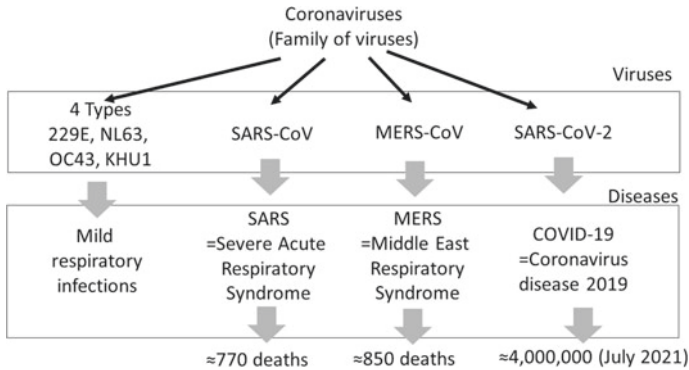 Coronaviruses
(Family of viruses)
Viruses
4 Types
229E, NL63,
OC43, KHU1
SARS-CoV
MERS-CoV
SARS-CoV-2
Diseases
Mild
respiratory
infections
SARS
=Severe Acute
Respiratory
Syndrome
MERS
=Middle East
Respiratory
Syndrome
COVID-19
=Coronavirus
disease 2019
≈770 deaths
≈850 deaths
≈4,000,000 (July 2021)